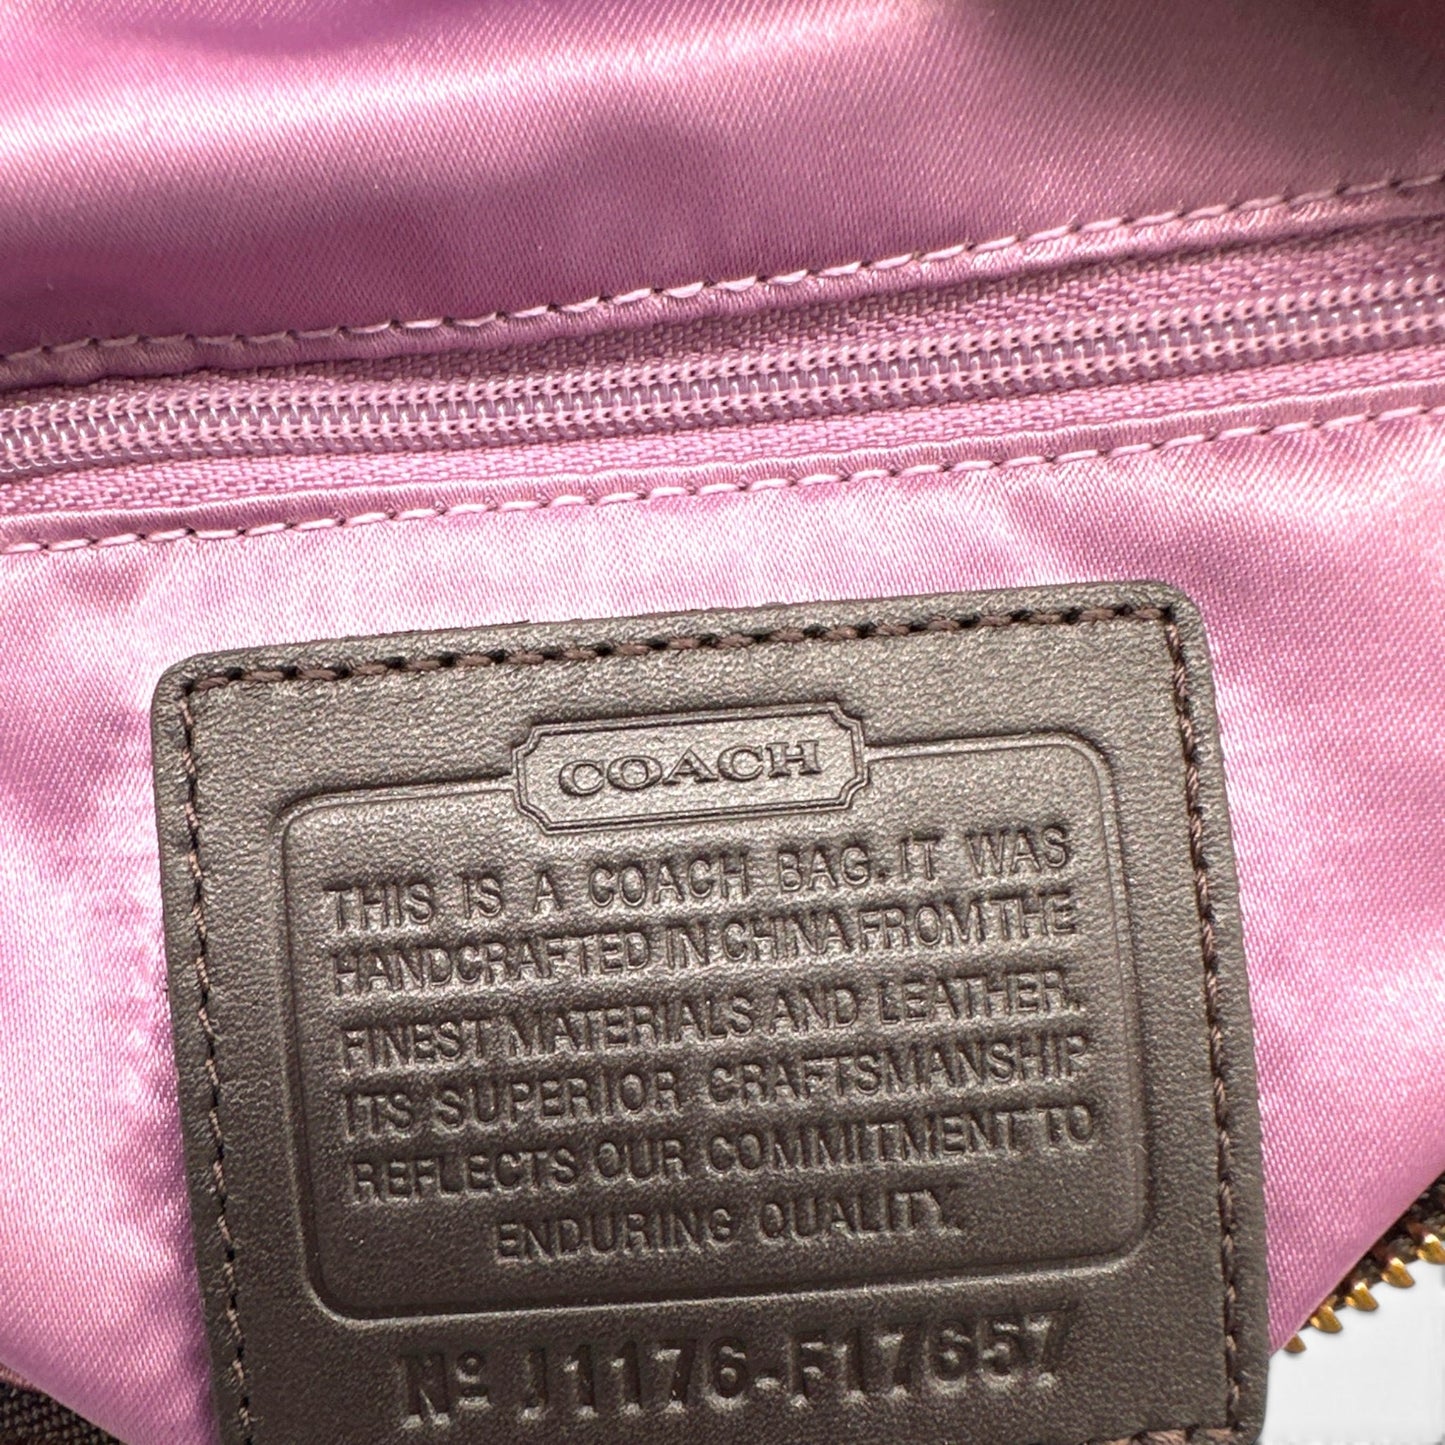 COACH
THIS IS A COACH BAG. IT WAS
HANDCRAFTED IN CHINA FROM THE
FINEST MATERIALS AND LEATHER.
ITS SUPERIOR CRAFTSMANSHIP
REFLECTS OUR COMMITMENT TO
ENDURING QUALITY.
Nº J1176-F17657